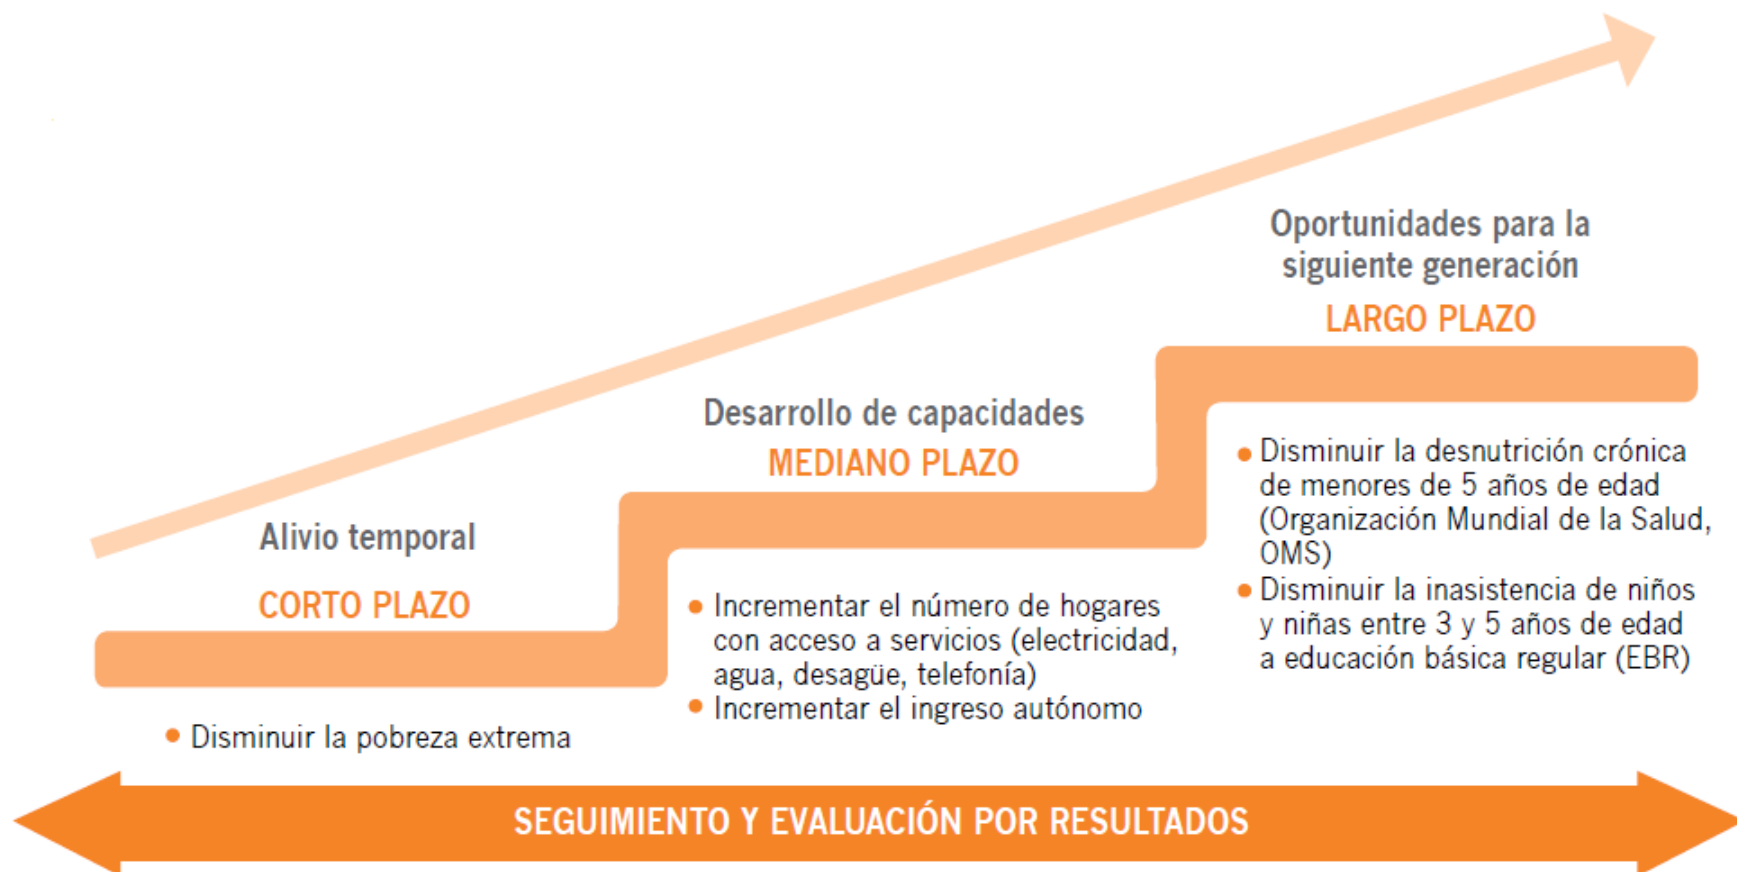 Alivio temporal
CORTO PLAZO
• Disminuir la pobreza extrema
Desarrollo de capacidades
MEDIANO PLAZO
• Incrementar el número de hogares
con acceso a servicios (electricidad,
agua, desagüe, telefonía)
• Incrementar el ingreso autónomo
Oportunidades para la
siguiente generación
LARGO PLAZO
• Disminuir la desnutrición crónica
de menores de 5 años de edad
(Organización Mundial de la Salud,
OMS)
• Disminuir la inasistencia de niños
y niñas entre 3 y 5 años de edad
a educación básica regular (EBR)
SEGUIMIENTO Y EVALUACIÓN POR RESULTADOS